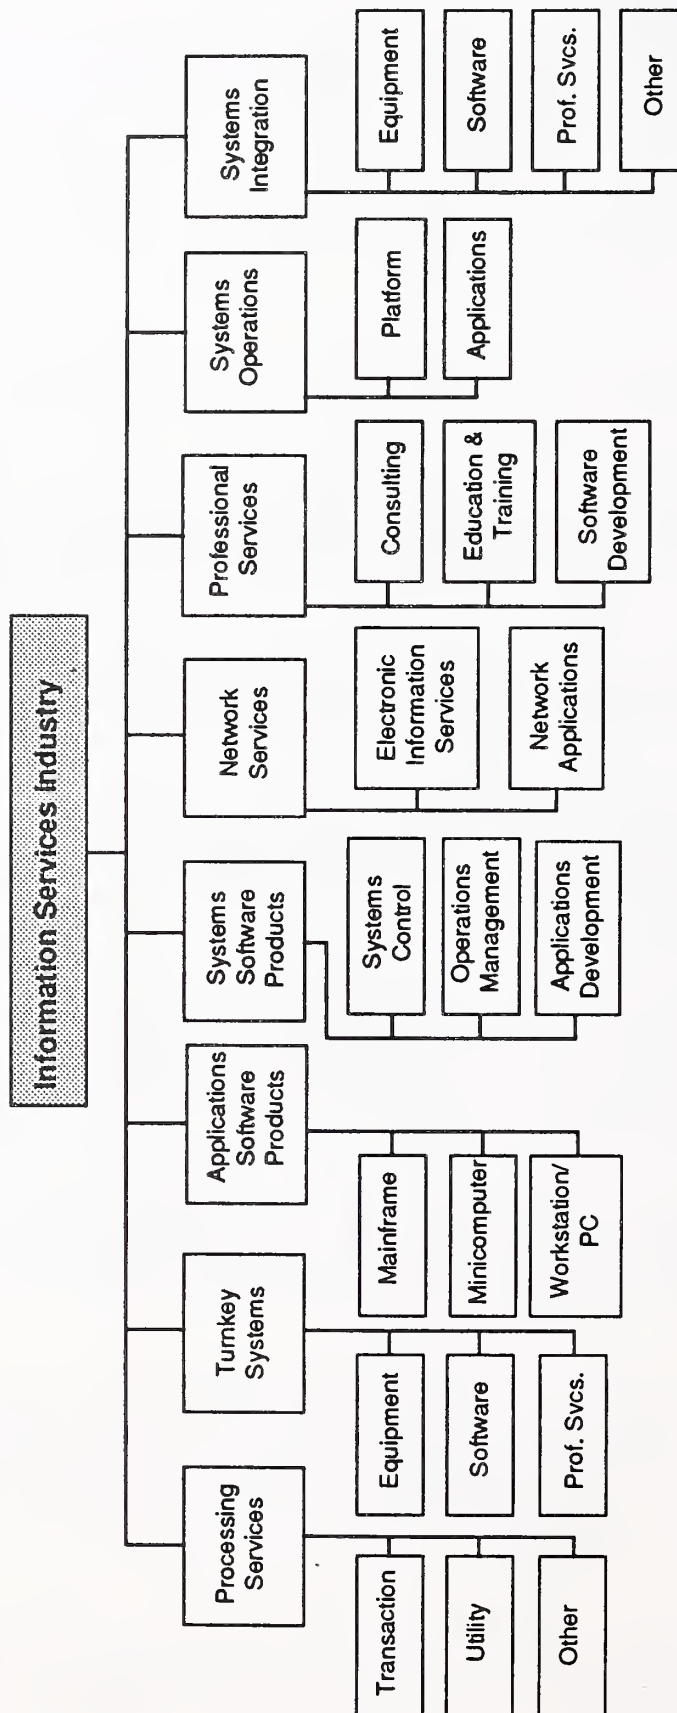 Information Services Industry
Processing
Services
Transaction
Utility
Other
Turnkey
Systems
Equipment
Software
Prof. Svcs.
Applications
Software
Products
Mainframe
Minicomputer
Workstation/
PC
Systems
Software
Products
Systems
Control
Operations
Management
Applications
Development
Network
Services
Electronic
Information
Services
Network
Applications
Professional
Services
Consulting
Education &
Training
Software
Development
Systems
Operations
Platform
Applications
Systems
Integration
Equipment
Software
Prof. Svcs.
Other